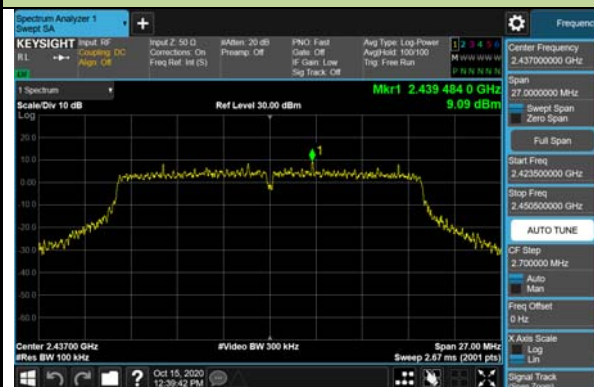 Spectrum Analyzer 1
Swept SA
Frequenc
KEYSIGHT
Input: RF
Coupling: DC
Align: Off
Input Z: 50 Ω
Corrections: On
Freq Ref: Int (S)
#Atten: 20 dB
Preamp: Off
PNO: Fast
Gate: Off
IF Gain: Low
Sig Track: Off
Avg Type: Log-Power
Avg|Hold: 100/100
Trig: Free Run
1 2 3 4 5 6
M W W W W W
P N N N N N
1 Spectrum
Scale/Div 10 dB
Log
Ref Level 30.00 dBm
Mkr1 2.439 484 0 GHz
9.09 dBm
20.0
10.0
0.00
-10.0
-20.0
-30.0
-40.0
-50.0
-60.0
1
Center 2.43700 GHz
#Res BW 100 kHz
#Video BW 300 kHz
Span 27.00 MHz
Sweep 2.67 ms (2001 pts)
Center Frequency
2.437000000 GHz
Span
27.0000000 MHz
Swept Span
Zero Span
Full Span
Start Freq
2.423500000 GHz
Stop Freq
2.450500000 GHz
AUTO TUNE
CF Step
2.700000 MHz
Auto
Man
Freq Offset
0 Hz
X Axis Scale
Log
Lin
Signal Track
(Span Zoom)
Oct 15, 2020
12:39:42 PM